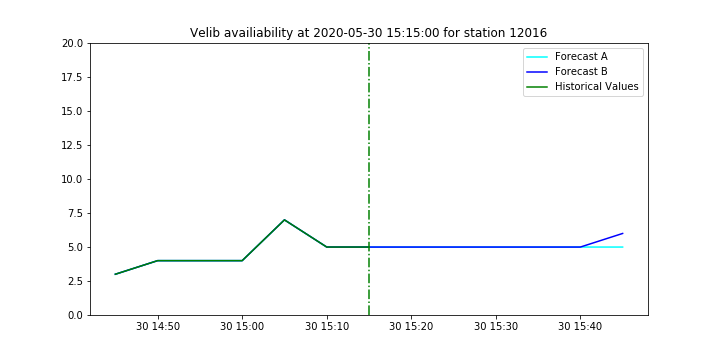 Velib availiability at 2020-05-30 15:15:00 for station 12016
20.0
17.5
15.0
12.5
10.0
7.5
5.0
2.5
0.0
Forecast A
Forecast B
Historical Values
30 14:50 30 15:00 30 15:10 30 15:20 30 15:30 30 15:40